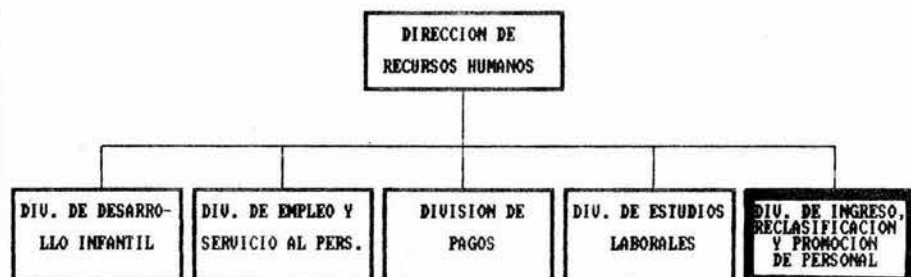 DIRECCION DE
RECURSOS HUMANOS
DIV. DE DESARRO-
LLO INFANTIL
DIV. DE EMPLEO Y
SERVICIO AL PERS.
DIVISION DE
PAGOS
DIV. DE ESTUDIOS
LABORALES
DIV. DE INGRESO,
RECLASIFICACION
Y PROMOCION
DE PERSONAL